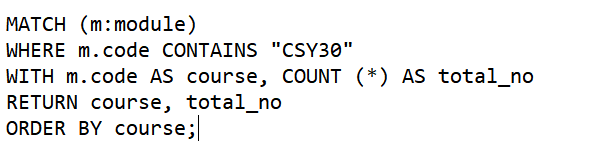 MATCH (m:module)
WHERE m.code CONTAINS "CSY30"
WITH m.code AS course, COUNT (*) AS total_no
RETURN course, total_no
ORDER BY course;